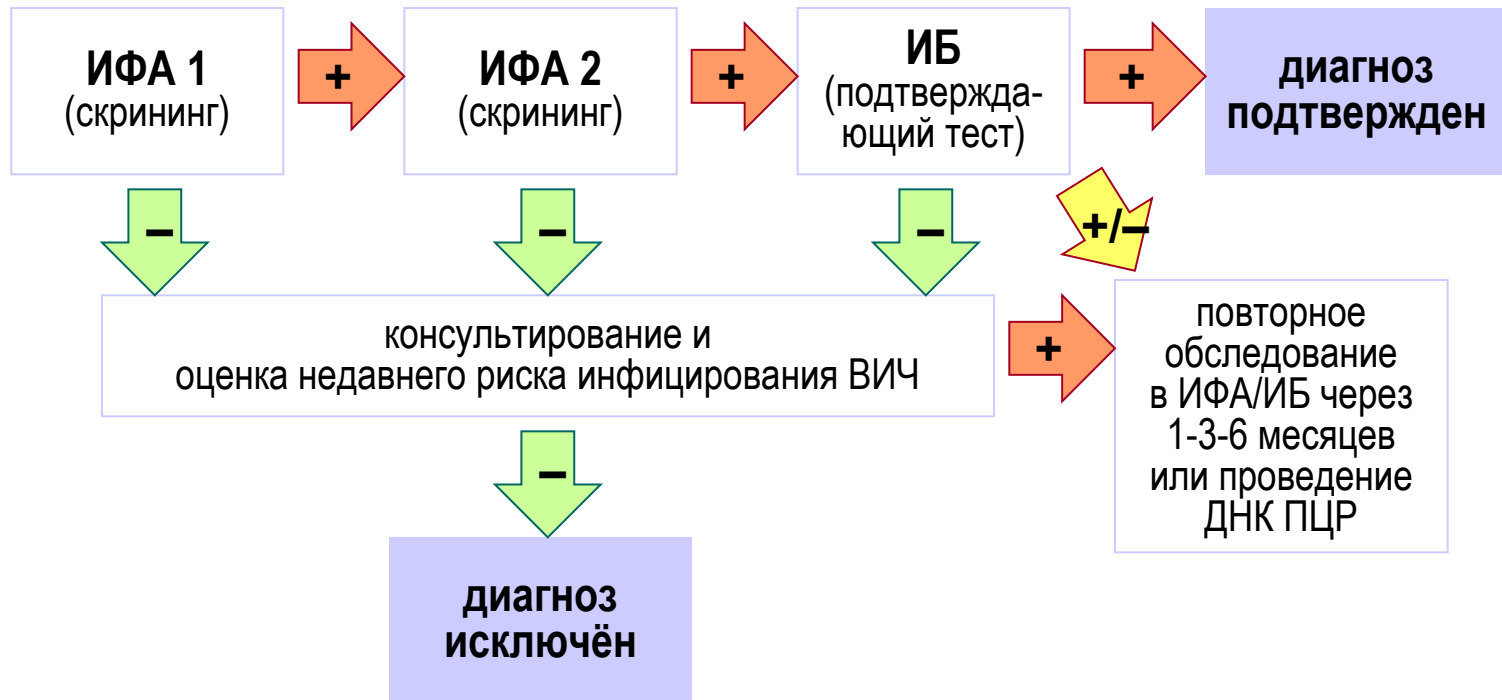 ИФА 1
(скрининг)
+
ИФА 2
(скрининг)
+
ИБ
(подтвержда-
ющий тест)
+
диагноз
подтвержден
–
–
–
+/–
консультирование и
оценка недавнего риска инфицирования ВИЧ
+
повторное
обследование
в ИФА/ИБ через
1-3-6 месяцев
или проведение
ДНК ПЦР
–
диагноз
исключён